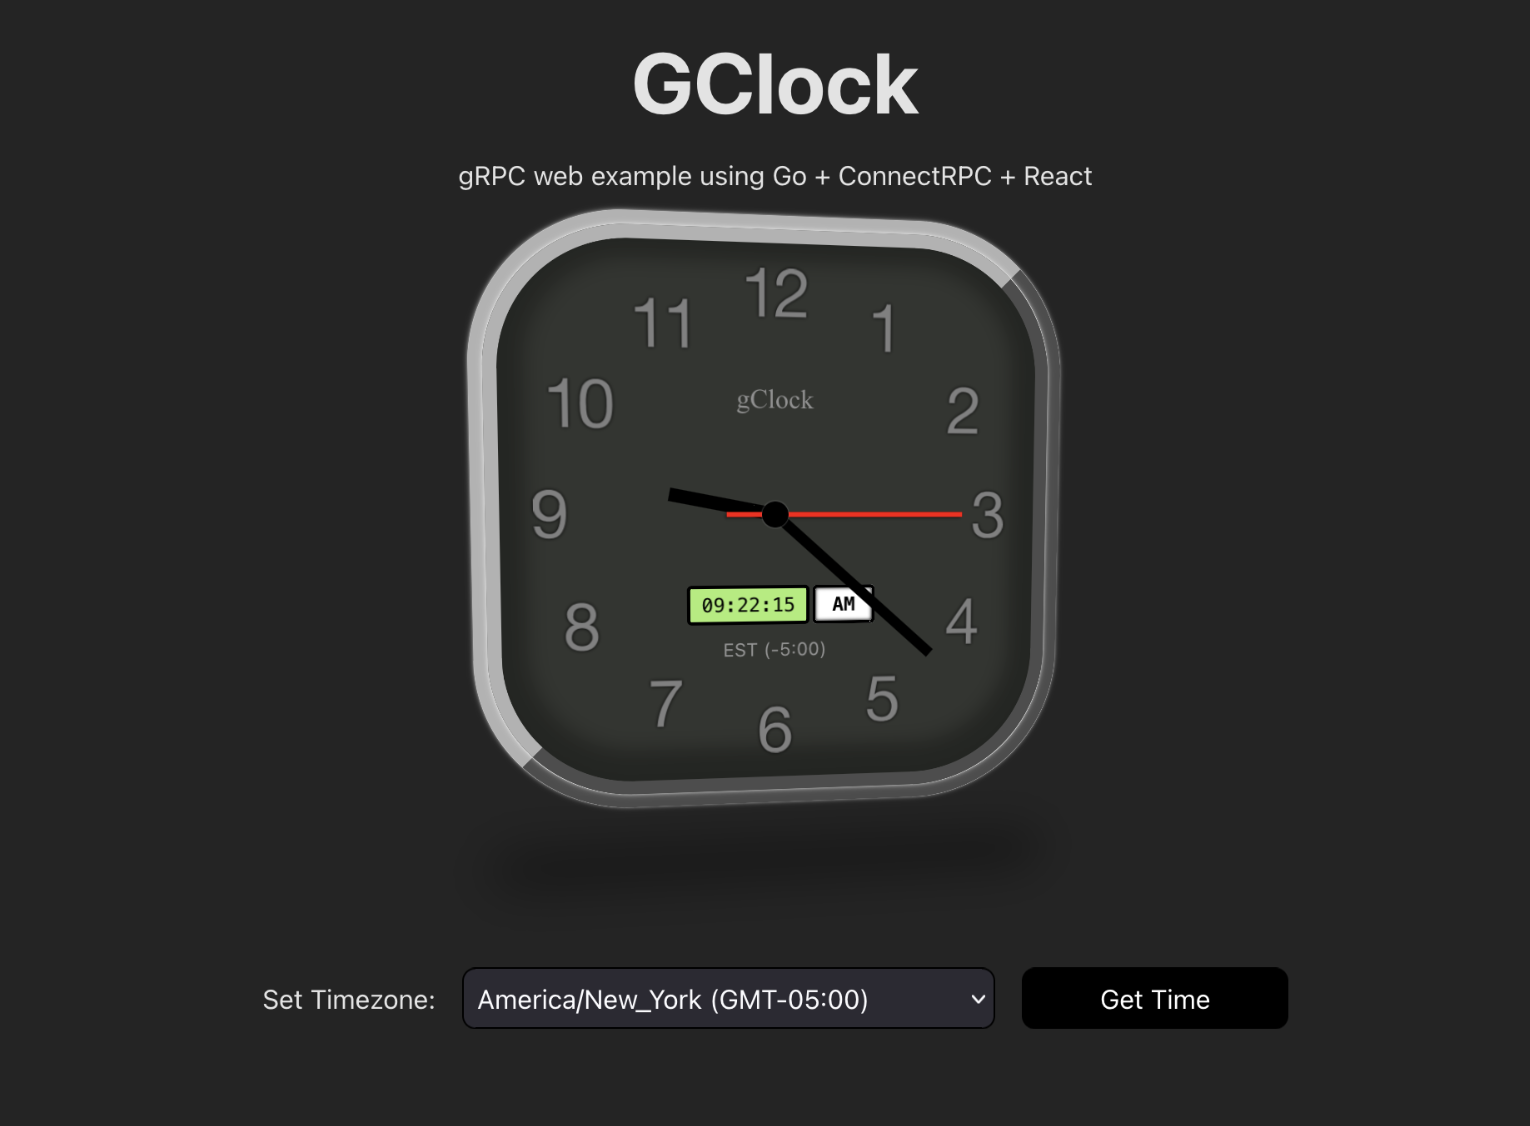 GClock
gRPC web example using Go + ConnectRPC + React
12
11
1
10
2
gClock
9
3
09:22:15 AM
8
4
EST (-5:00)
7
5
6
Set Timezone: America/New_York (GMT-05:00) Get Time